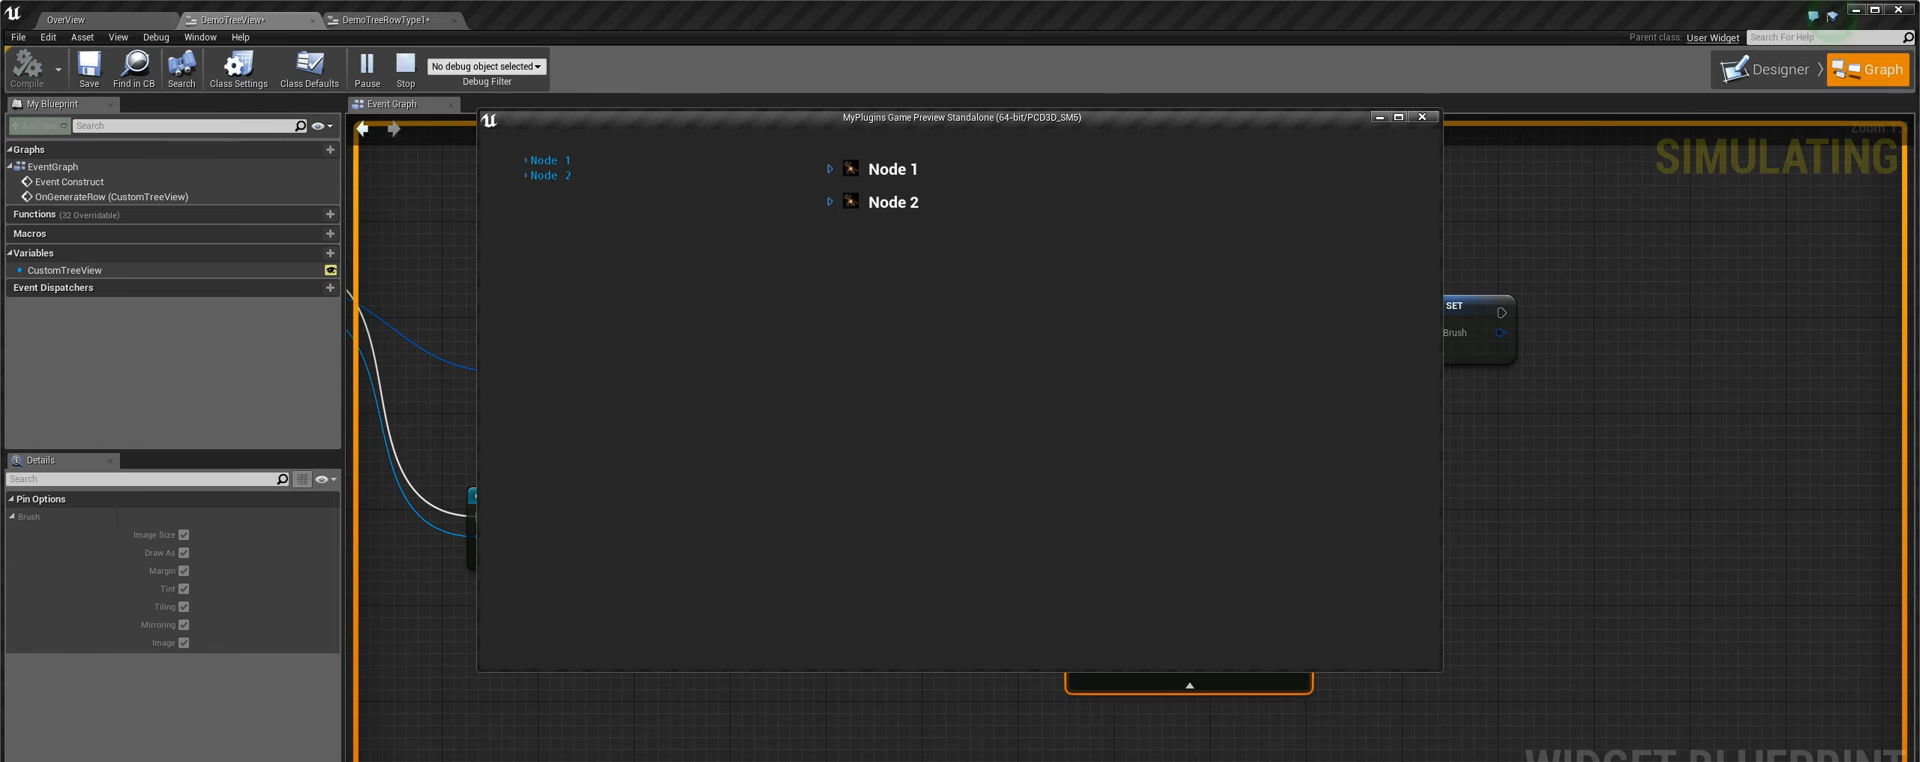 OverView
DemoTreeView*
DemoTreeRowType1*
File Edit Asset View Debug Window Help
Parent class: User Widget Search For Help
Compile
Save
Find in CB
Search
Class Settings
Class Defaults
Pause
Stop
No debug object selected
Debug Filter
Designer
Graph
My Blueprint
Event Graph
Search
MyPlugins Game Preview Standalone (64-bit/PCD3D_SM5)
Zoom 1:
SIMULATING
Graphs
EventGraph
Event Construct
OnGenerateRow (CustomTreeView)
Functions (32 Overridable)
Macros
Variables
CustomTreeView
Event Dispatchers
+Node 1
+Node 2
Node 1
Node 2
SET
Brush
Details
Search
Pin Options
Brush
Image Size
Draw As
Margin
Tint
Tiling
Mirroring
Image
WIDGET BLUEPRINT